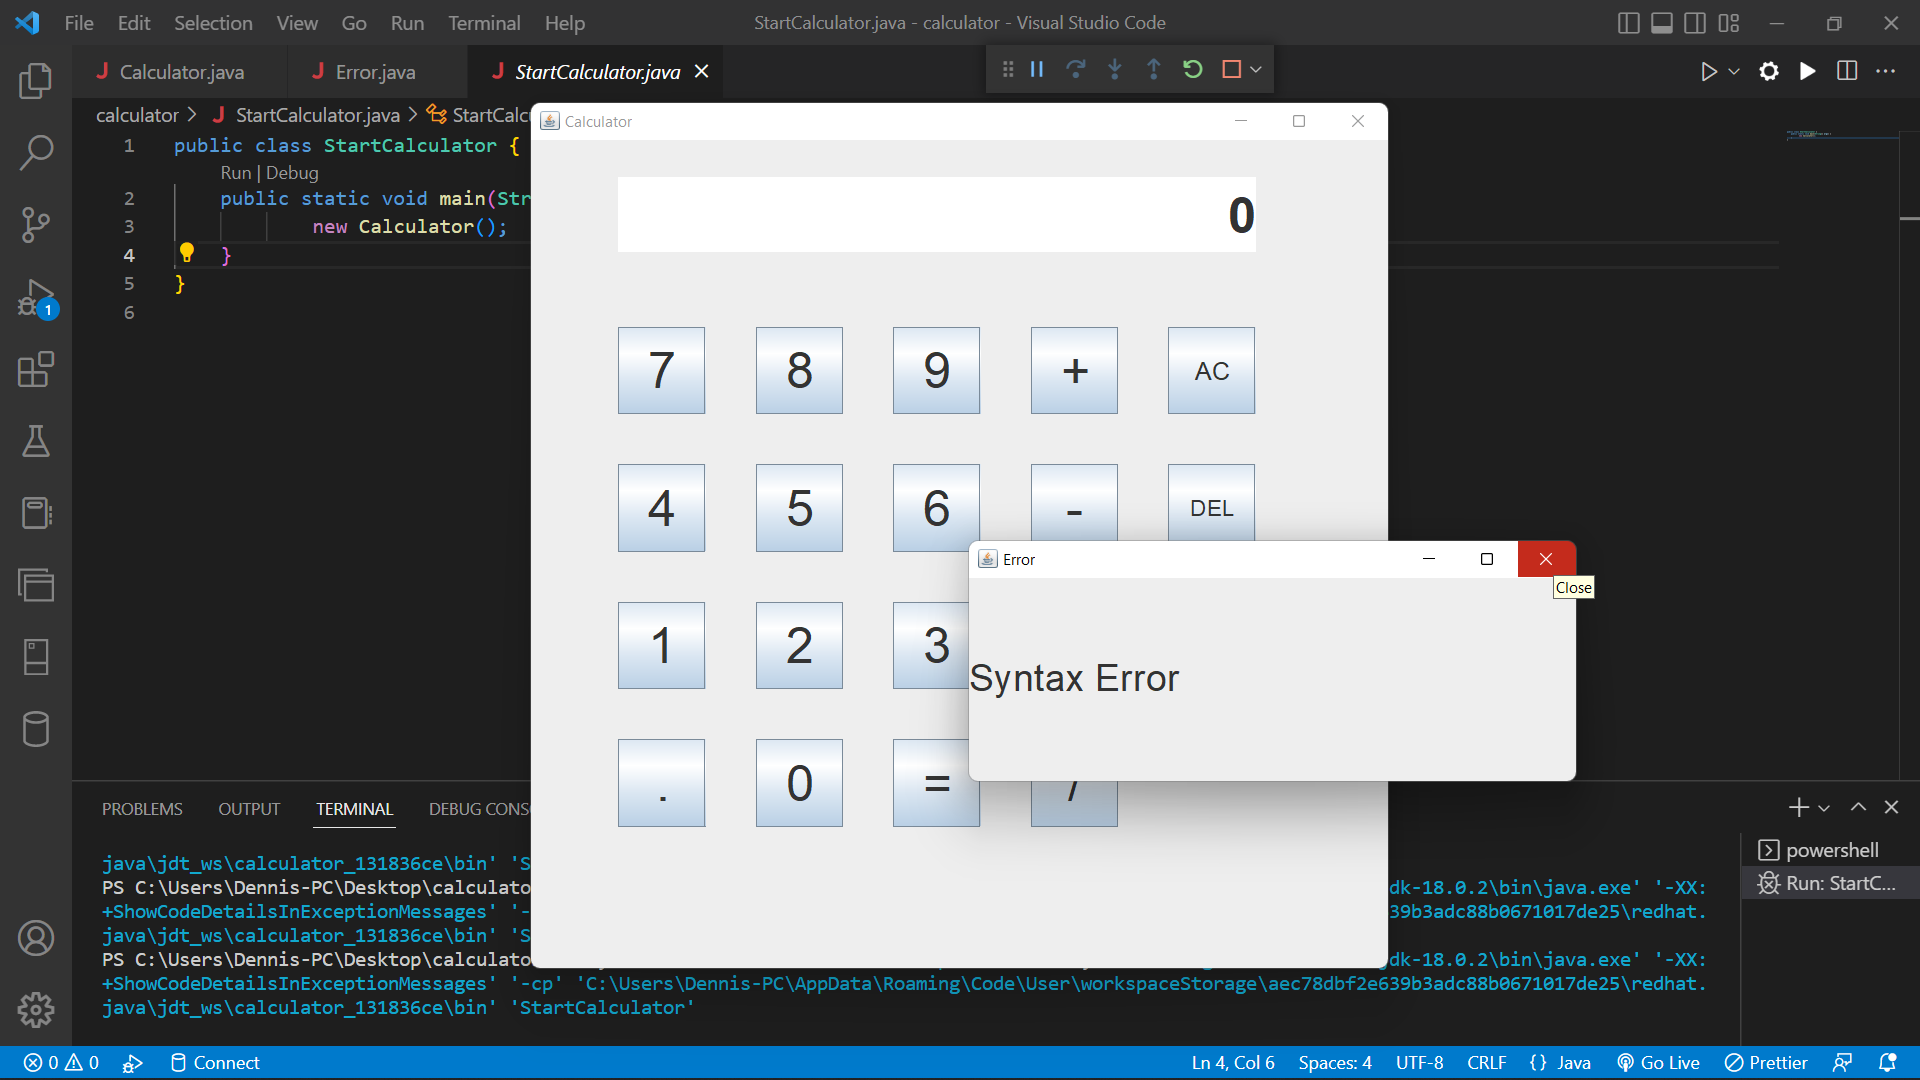 File Edit Selection View Go Run Terminal Help
StartCalculator.java - calculator - Visual Studio Code
Calculator.java
Error.java
StartCalculator.java
calculator > StartCalculator.java > StartCalc
1 public class StartCalculator {
Run | Debug
2 public static void main(Str
3 new Calculator();
4 }
5 }
6
1
Calculator
0
7 8 9 + AC
4 5 6 - DEL
1 2 3
. 0 = /
Error
Close
Syntax Error
PROBLEMS OUTPUT TERMINAL DEBUG CONS
java\jdt_ws\calculator_131836ce\bin' 'S
PS C:\Users\Dennis-PC\Desktop\calculato dk-18.0.2\bin\java.exe' '-XX:
+ShowCodeDetailsInExceptionMessages' '- 39b3adc88b0671017de25\redhat.
java\jdt_ws\calculator_131836ce\bin' 'S
PS C:\Users\Dennis-PC\Desktop\calculato dk-18.0.2\bin\java.exe' '-XX:
+ShowCodeDetailsInExceptionMessages' '-cp' 'C:\Users\Dennis-PC\AppData\Roaming\Code\User\workspaceStorage\aec78dbf2e639b3adc88b0671017de25\redhat.
java\jdt_ws\calculator_131836ce\bin' 'StartCalculator'
powershell
Run: StartC...
0 0 Connect
Ln 4, Col 6 Spaces: 4 UTF-8 CRLF {} Java Go Live Prettier